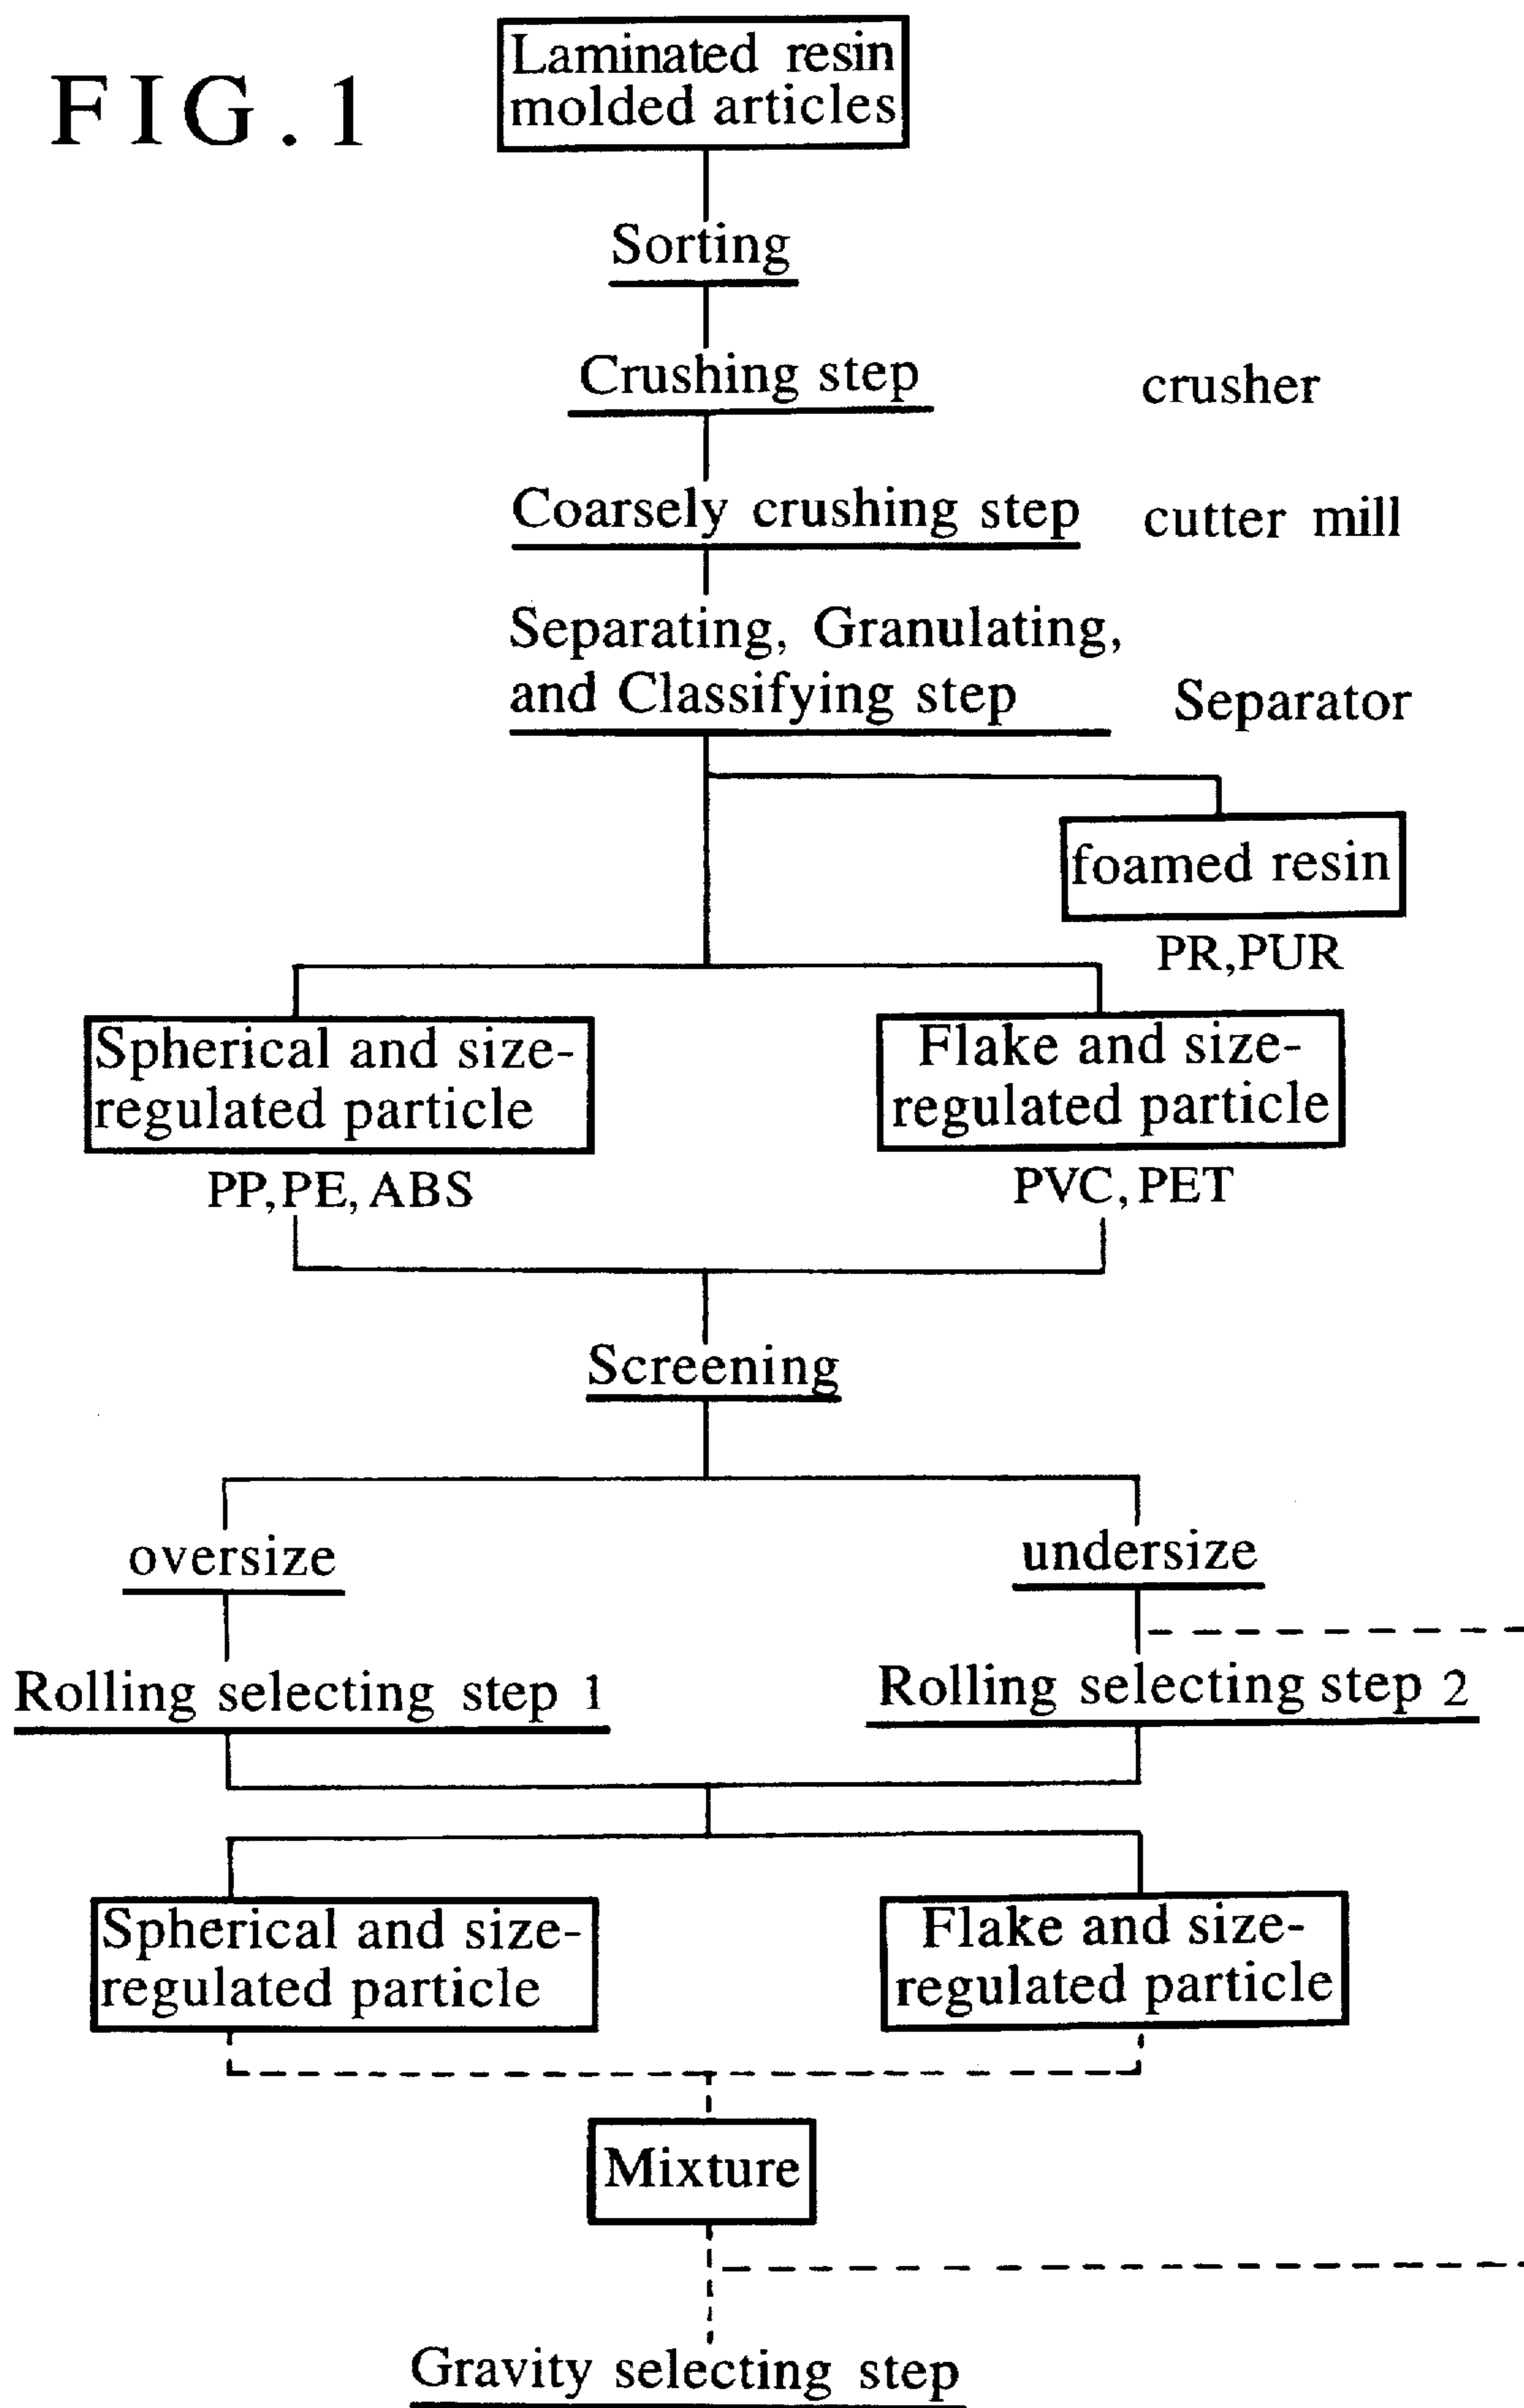 FIG.1
Laminated resin
molded articles
Sorting
Crushing step
crusher
Coarsely crushing step
cutter mill
Separating, Granulating,
and Classifying step
Separator
foamed resin
PR,PUR
Spherical and size-
regulated particle
PP,PE,ABS
Flake and size-
regulated particle
PVC,PET
Screening
oversize
undersize
Rolling selecting step 1
Rolling selecting step 2
Spherical and size-
regulated particle
Flake and size-
regulated particle
Mixture
Gravity selecting step